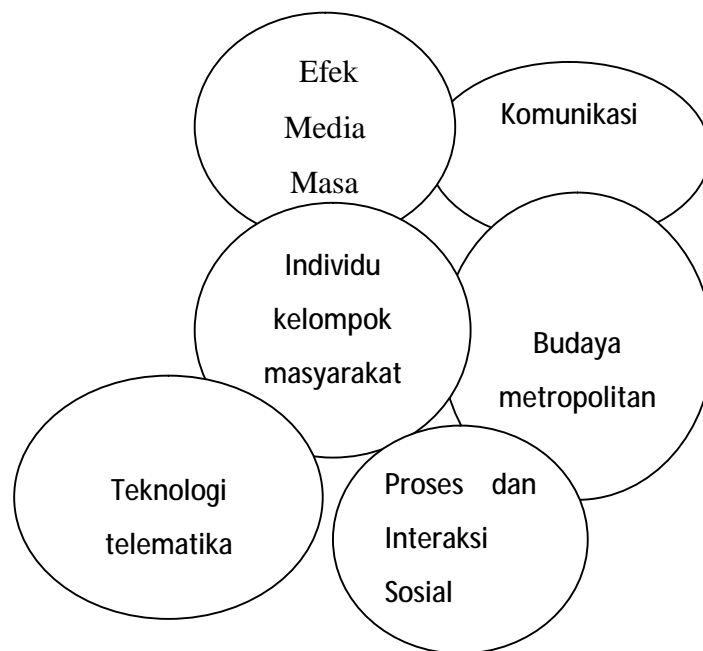 Efek
Media
Masa
Komunikasi
Individu
kelompok
masyarakat
Budaya
metropolitan
Teknologi
telematika
Proses dan
Interaksi
Sosial